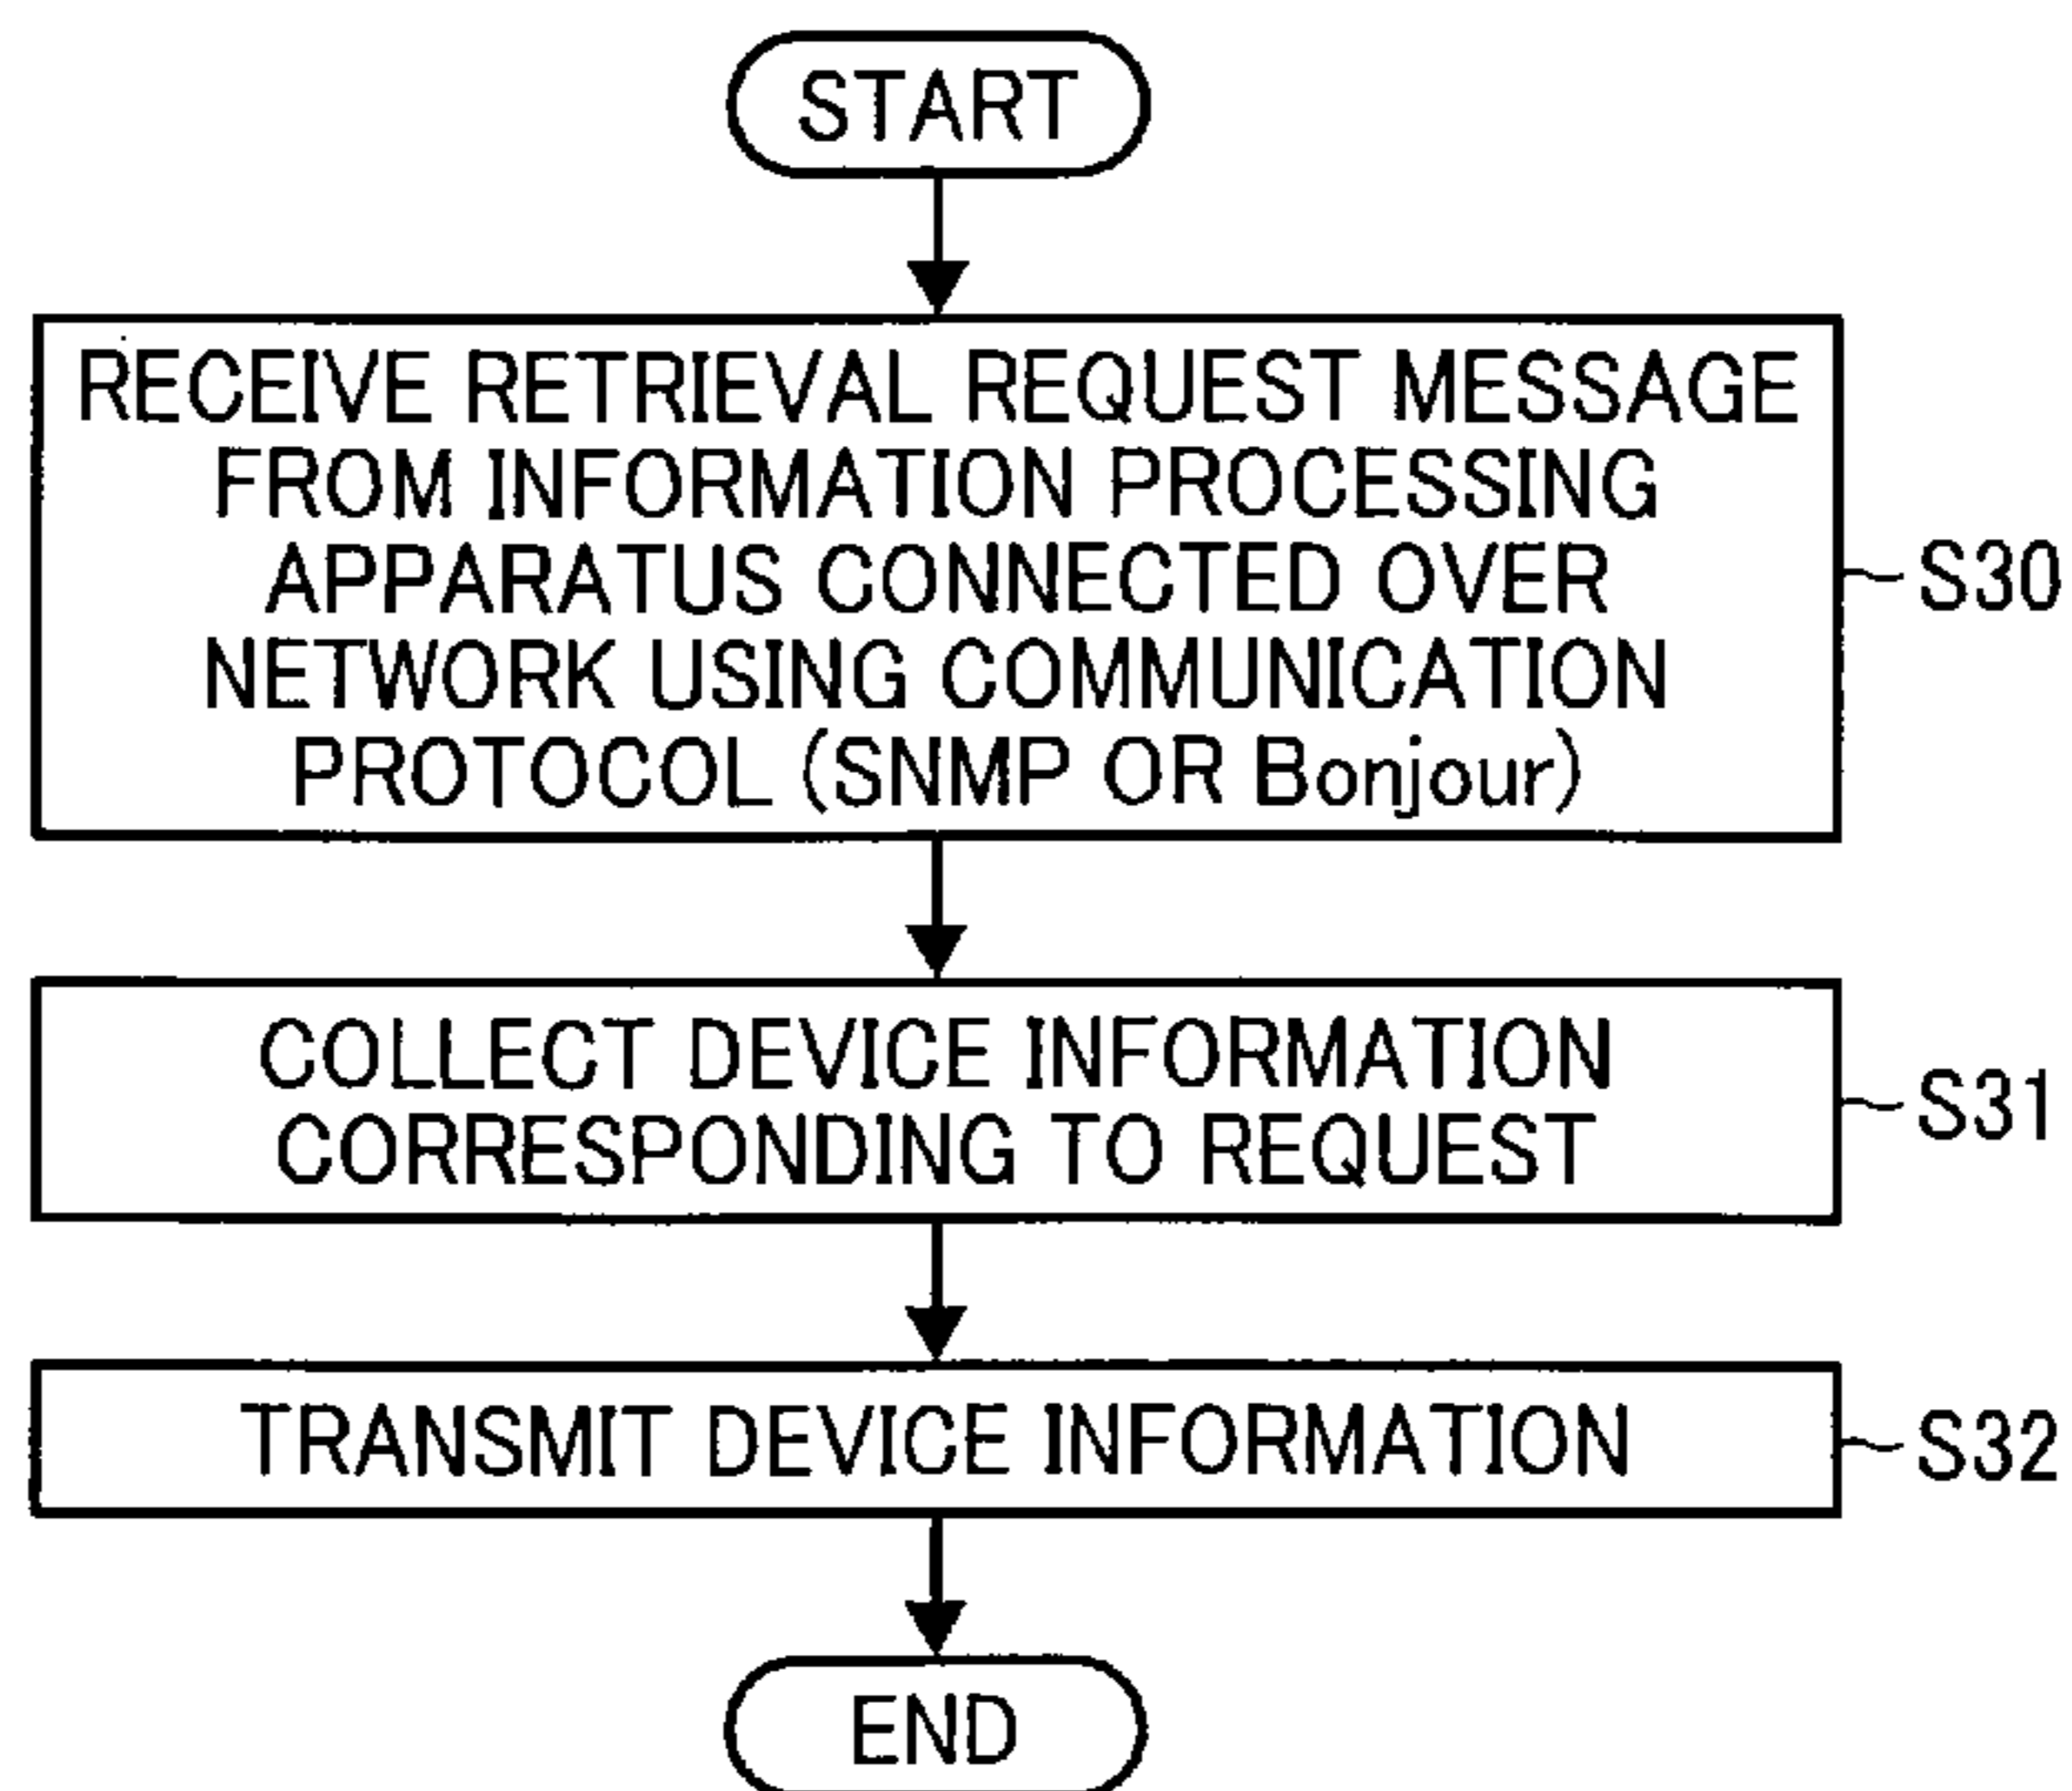 START
RECEIVE RETRIEVAL REQUEST MESSAGE
FROM INFORMATION PROCESSING
APPARATUS CONNECTED OVER
NETWORK USING COMMUNICATION
PROTOCOL (SNMP OR Bonjour)
S30
COLLECT DEVICE INFORMATION
CORRESPONDING TO REQUEST
S31
TRANSMIT DEVICE INFORMATION
S32
END